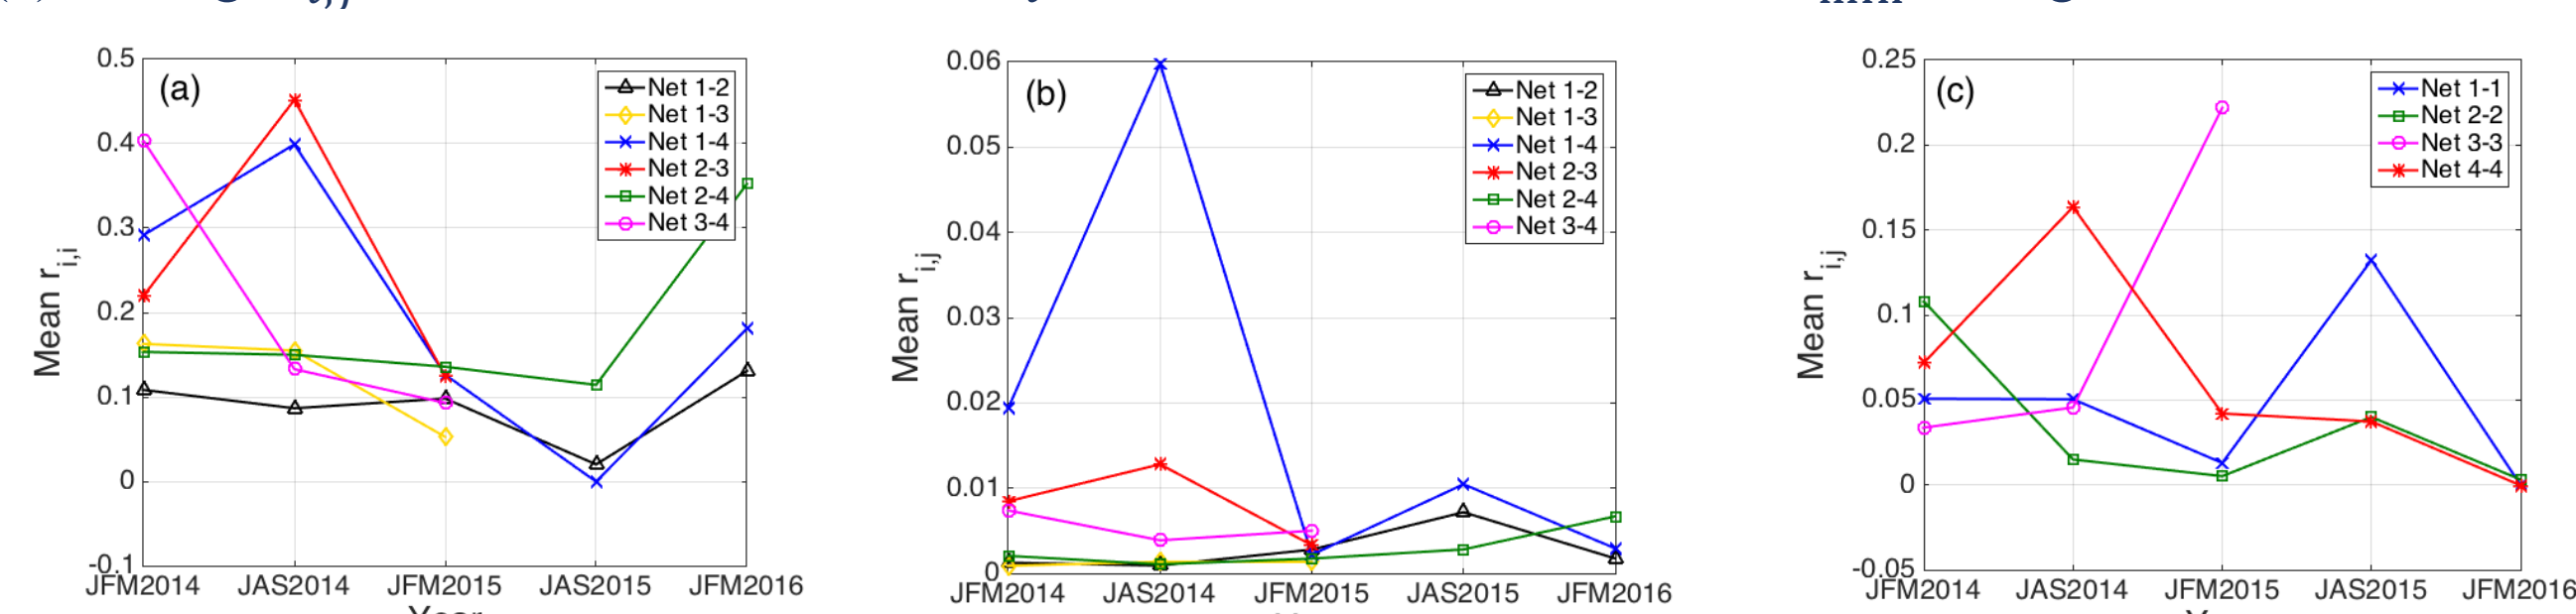 (a)
0.5
0.4
0.3
0.2
0.1
0
-0.1
Mean r i,i
JFM2014 JAS2014 JFM2015 JAS2015 JFM2016
Net 1-2
Net 1-3
Net 1-4
Net 2-3
Net 2-4
Net 3-4
(b)
0.06
0.05
0.04
0.03
0.02
0.01
0
Mean r i,j
JFM2014 JAS2014 JFM2015 JAS2015 JFM2016
Net 1-2
Net 1-3
Net 1-4
Net 2-3
Net 2-4
Net 3-4
(c)
0.25
0.2
0.15
0.1
0.05
0
-0.05
Mean r i,j
JFM2014 JAS2014 JFM2015 JAS2015 JFM2016
Net 1-1
Net 2-2
Net 3-3
Net 4-4